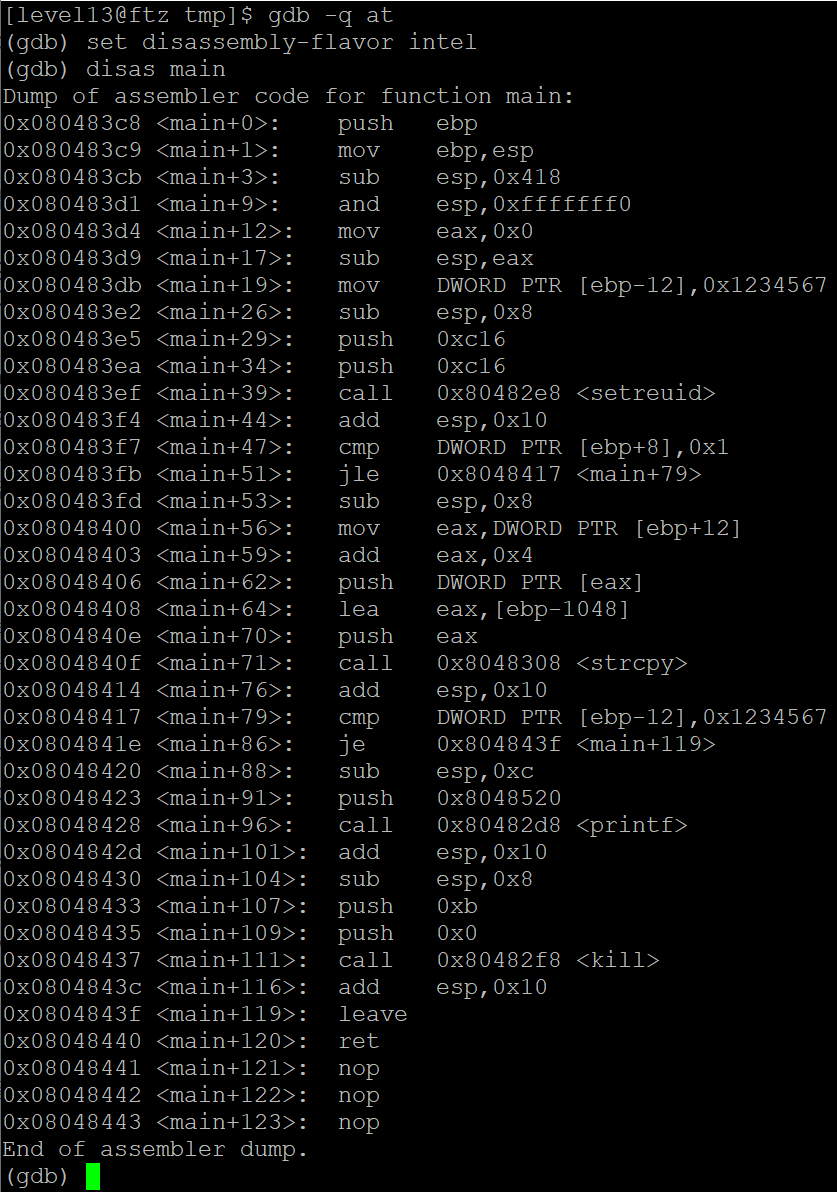 [level13@ftz tmp]$ gdb -q at
(gdb) set disassembly-flavor intel
(gdb) disas main
Dump of assembler code for function main:
0x080483c8 <main+0>:    push   ebp
0x080483c9 <main+1>:    mov    ebp,esp
0x080483cb <main+3>:    sub    esp,0x418
0x080483d1 <main+9>:    and    esp,0xfffffff0
0x080483d4 <main+12>:   mov    eax,0x0
0x080483d9 <main+17>:   sub    esp,eax
0x080483db <main+19>:   mov    DWORD PTR [ebp-12],0x1234567
0x080483e2 <main+26>:   sub    esp,0x8
0x080483e5 <main+29>:   push   0xc16
0x080483ea <main+34>:   push   0xc16
0x080483ef <main+39>:   call   0x80482e8 <setreuid>
0x080483f4 <main+44>:   add    esp,0x10
0x080483f7 <main+47>:   cmp    DWORD PTR [ebp+8],0x1
0x080483fb <main+51>:   jle    0x8048417 <main+79>
0x080483fd <main+53>:   sub    esp,0x8
0x08048400 <main+56>:   mov    eax,DWORD PTR [ebp+12]
0x08048403 <main+59>:   add    eax,0x4
0x08048406 <main+62>:   push   DWORD PTR [eax]
0x08048408 <main+64>:   lea    eax,[ebp-1048]
0x0804840e <main+70>:   push   eax
0x0804840f <main+71>:   call   0x8048308 <strcpy>
0x08048414 <main+76>:   add    esp,0x10
0x08048417 <main+79>:   cmp    DWORD PTR [ebp-12],0x1234567
0x0804841e <main+86>:   je     0x804843f <main+119>
0x08048420 <main+88>:   sub    esp,0xc
0x08048423 <main+91>:   push   0x8048520
0x08048428 <main+96>:   call   0x80482d8 <printf>
0x0804842d <main+101>:  add    esp,0x10
0x08048430 <main+104>:  sub    esp,0x8
0x08048433 <main+107>:  push   0xb
0x08048435 <main+109>:  push   0x0
0x08048437 <main+111>:  call   0x80482f8 <kill>
0x0804843c <main+116>:  add    esp,0x10
0x0804843f <main+119>:  leave
0x08048440 <main+120>:  ret
0x08048441 <main+121>:  nop
0x08048442 <main+122>:  nop
0x08048443 <main+123>:  nop
End of assembler dump.
(gdb)